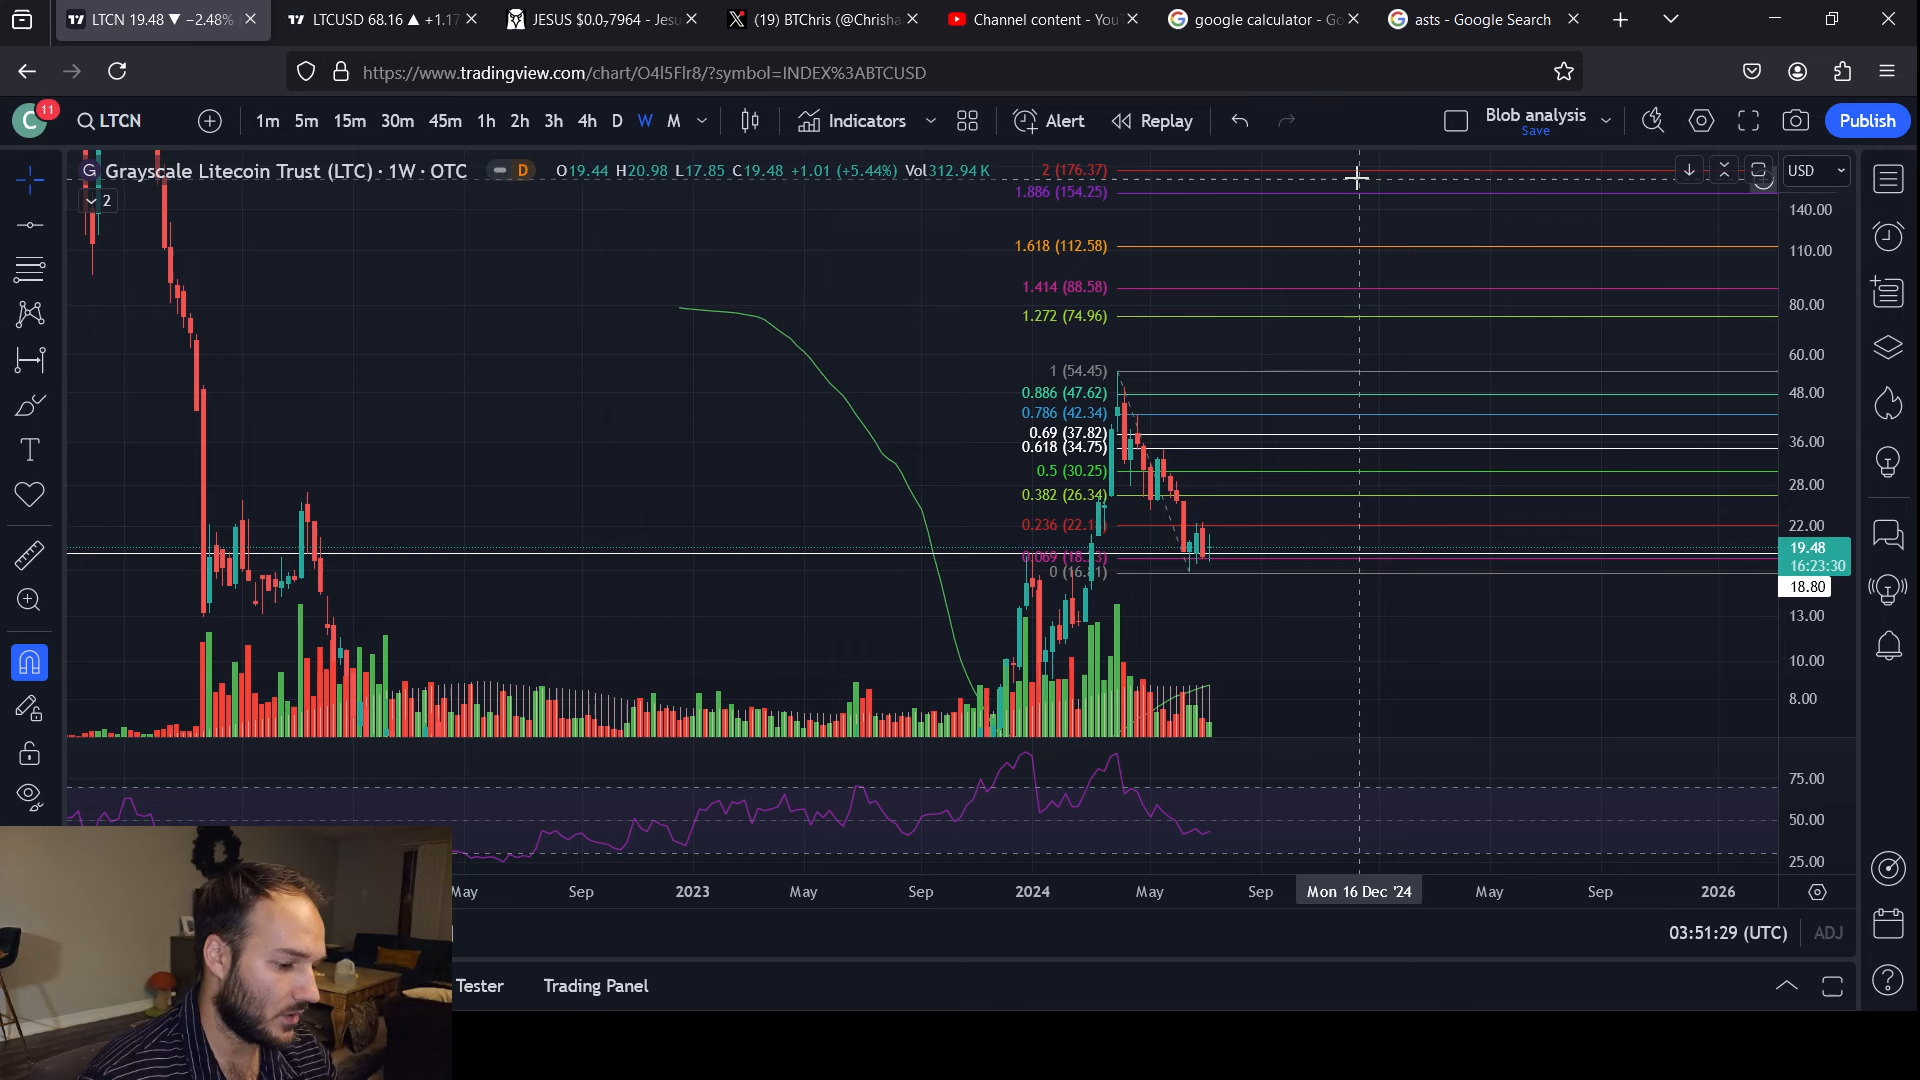 LTCN 19.48 ▼ −2.48%
LTCUSD 68.16 ▲ +1.17
JESUS $0.0₇7964 - Jesu
(19) BTChris (@Chrisha
Channel content - You
google calculator - Go
asts - Google Search
https://www.tradingview.com/chart/O4l5Flr8/?symbol=INDEX%3ABTCUSD
C
11
LTCN
1m 5m 15m 30m 45m 1h 2h 3h 4h D W M
Indicators
Alert
Replay
Blob analysis
Save
Publish
G Grayscale Litecoin Trust (LTC) · 1W · OTC
D
O19.44 H20.98 L17.85 C19.48 +1.01 (+5.44%) Vol312.94 K
2
USD
2 (176.37)
1.886 (154.25)
1.618 (112.58)
1.414 (88.58)
1.272 (74.96)
1 (54.45)
0.886 (47.62)
0.786 (42.34)
0.69 (37.82)
0.618 (34.75)
0.5 (30.25)
0.382 (26.34)
0 (16.81)
140.00
110.00
80.00
60.00
48.00
36.00
28.00
22.00
19.48
16:23:30
18.80
13.00
10.00
8.00
75.00
50.00
25.00
May Sep 2023 May Sep 2024 May Sep Mon 16 Dec '24 May Sep 2026
03:51:29 (UTC) ADJ
Tester
Trading Panel